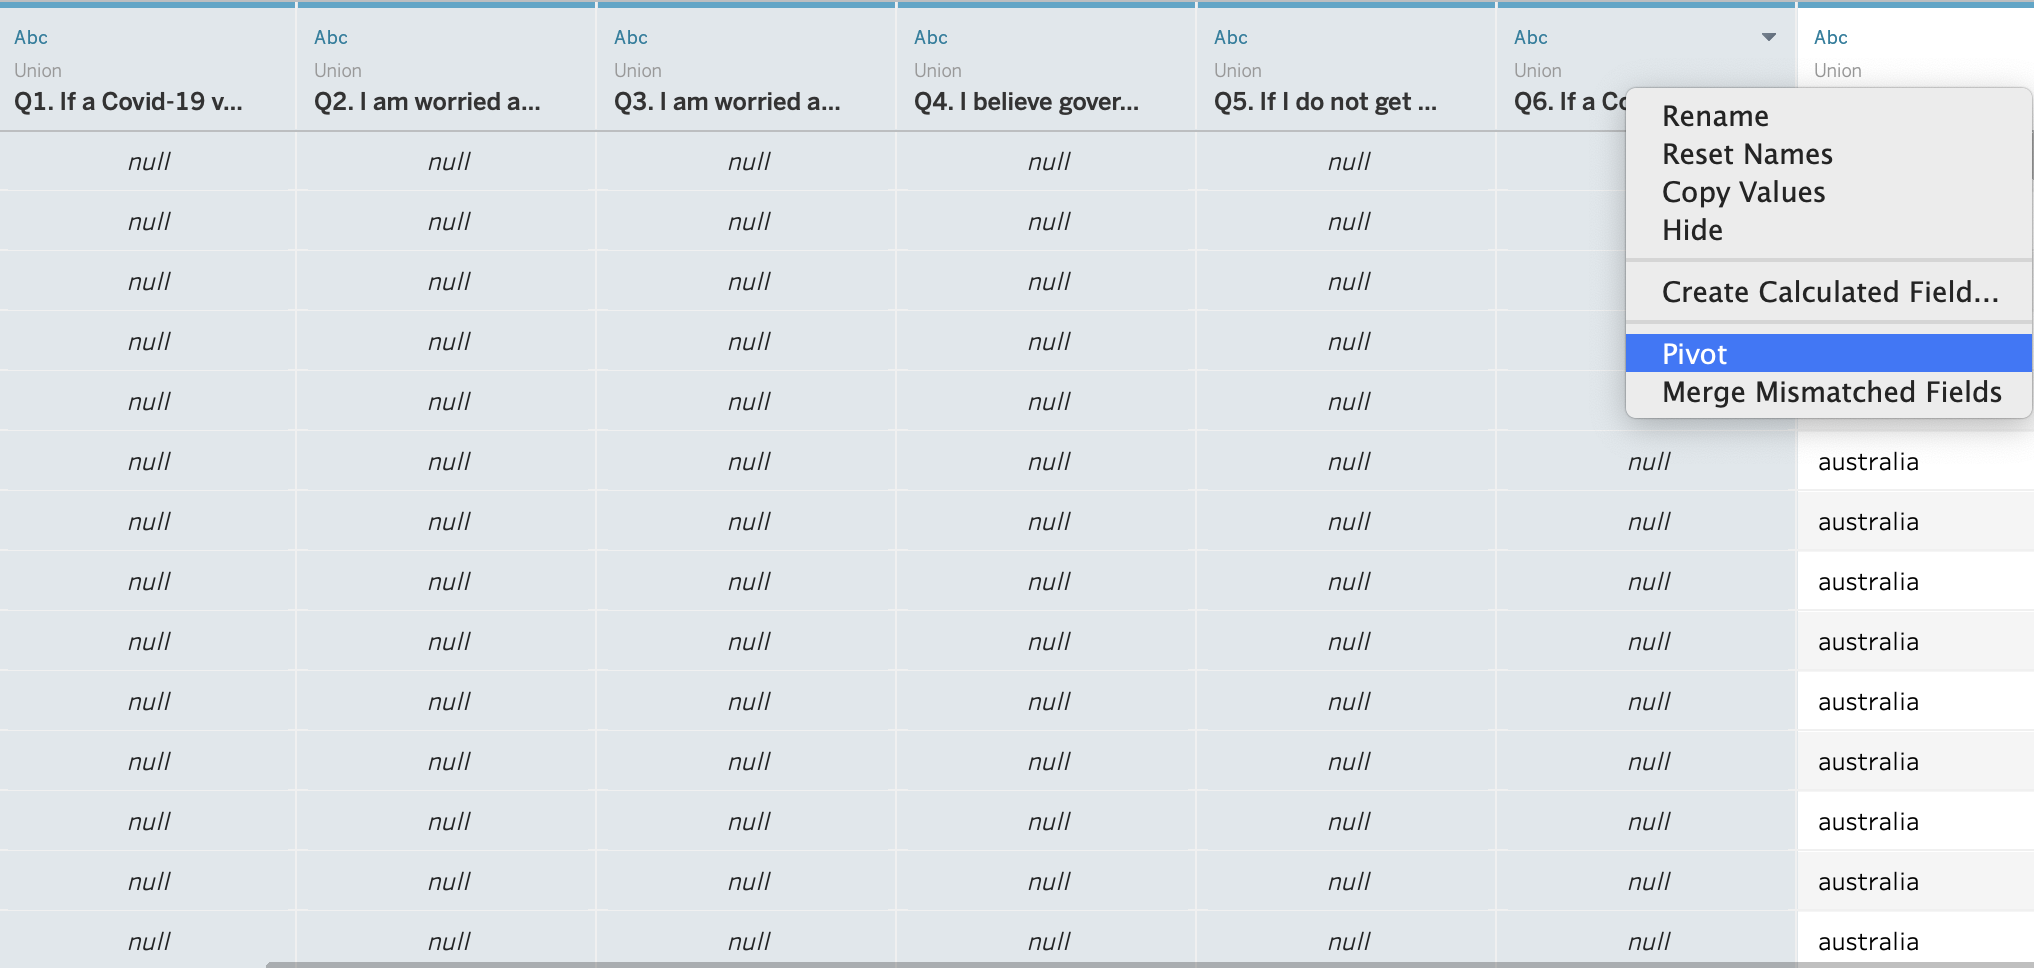 Abc Abc Abc Abc Abc Abc Abc
Union Union Union Union Union Union Union
Q1. If a Covid-19 v... Q2. I am worried a... Q3. I am worried a... Q4. I believe gover... Q5. If I do not get ... Q6. If a Co
Rename
null null null null null
Reset Names
Copy Values
null null null null null
Hide
null null null null null
Create Calculated Field...
null null null null null
Pivot
Merge Mismatched Fields
null null null null null
null null null null null null australia
null null null null null null australia
null null null null null null australia
null null null null null null australia
null null null null null null australia
null null null null null null australia
null null null null null null australia
null null null null null null australia
null null null null null null australia